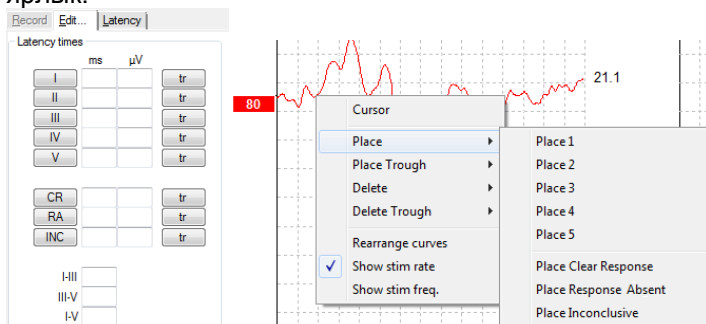 ярлык.
Record Edit... Latency
Latency times
ms µV
I tr
II tr
III tr
IV tr
V tr
CR tr
RA tr
INC tr
I-III
III-V
I-V
80
21.1
Cursor
Place
Place Trough
Delete
Delete Trough
Rearrange curves
Show stim rate
Show stim freq.
Place 1
Place 2
Place 3
Place 4
Place 5
Place Clear Response
Place Response Absent
Place Inconclusive